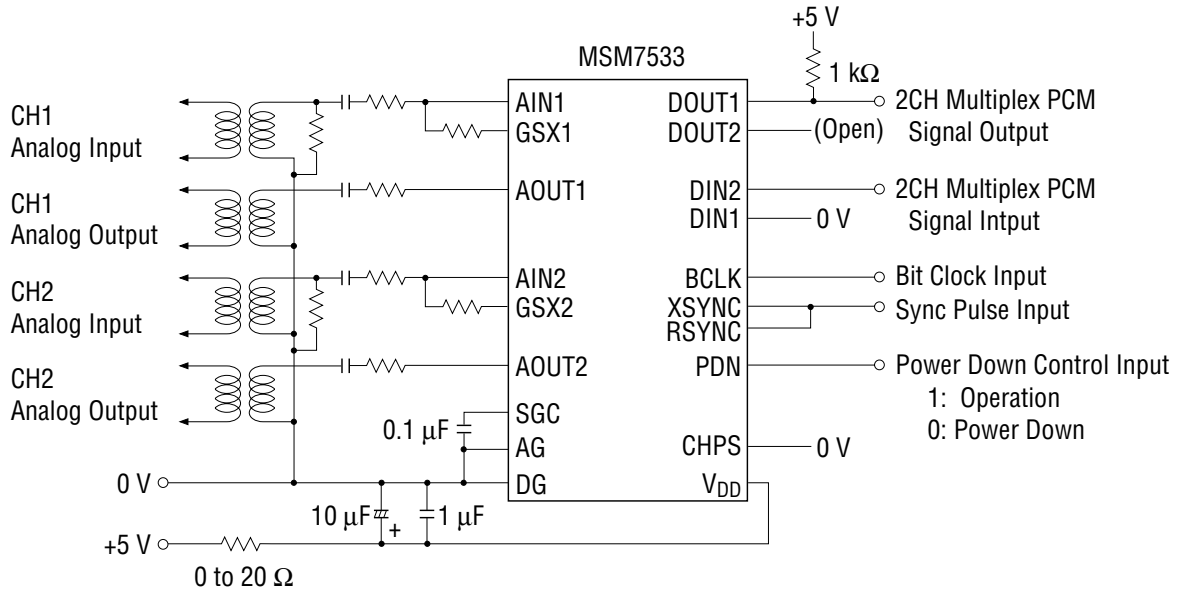 +5 V
MSM7533
1 kΩ
CH1
Analog Input
AIN1
GSX1
DOUT1
DOUT2
2CH Multiplex PCM
Signal Output
(Open)
CH1
Analog Output
AOUT1
DIN2
DIN1
2CH Multiplex PCM
Signal Intput
0 V
CH2
Analog Input
AIN2
GSX2
BCLK
XSYNC
RSYNC
Bit Clock Input
Sync Pulse Input
CH2
Analog Output
AOUT2
PDN
Power Down Control Input
1: Operation
0: Power Down
0.1 μF
SGC
AG
CHPS
0 V
0 V
DG
VDD
10 μF
+
1 μF
+5 V
0 to 20 Ω